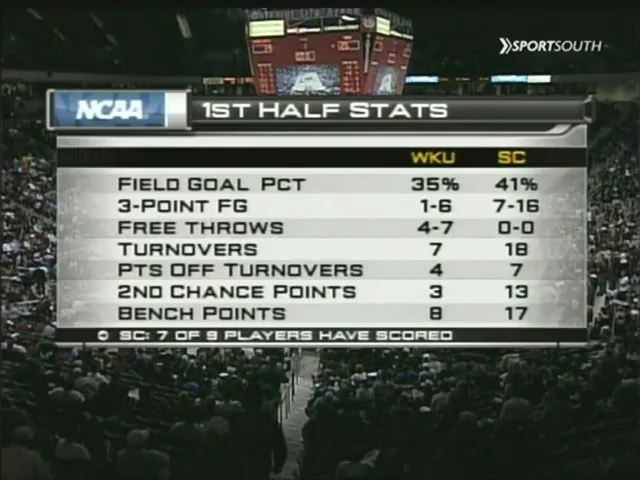 SPORTSOUTH
NCAA 1ST HALF STATS
WKU SC
FIELD GOAL PCT 35% 41%
3-POINT FG 1-6 7-16
FREE THROWS 4-7 0-0
TURNOVERS 7 18
PTS OFF TURNOVERS 4 7
2ND CHANCE POINTS 3 13
BENCH POINTS 8 17
SC: 7 OF 9 PLAYERS HAVE SCORED